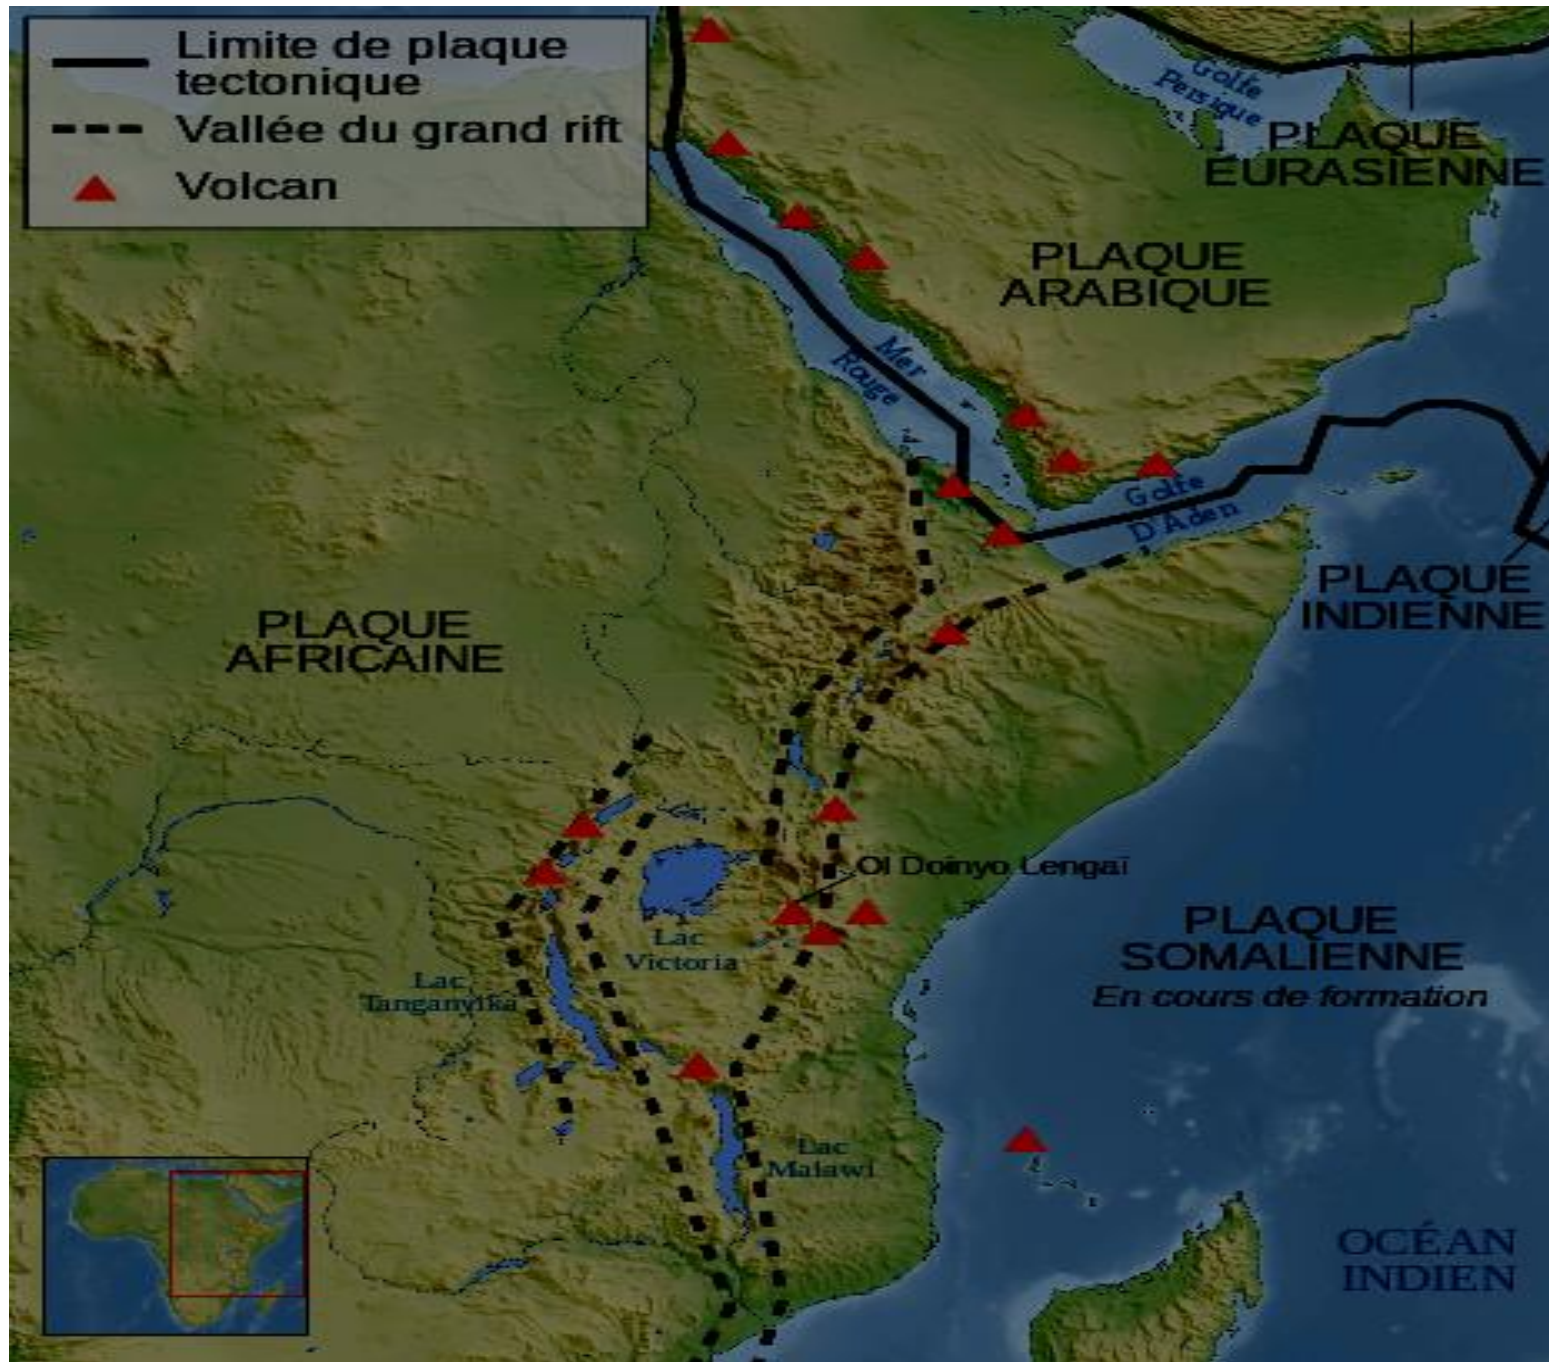 Limite de plaque
tectonique
Vallée du grand rift
Volcan
Golfe
Persique
PLAQUE
EURASIENNE
PLAQUE
ARABIQUE
Mer
Rouge
Golfe
D'Aden
PLAQUE
INDIENNE
PLAQUE
AFRICAINE
Ol Doinyo Lengaï
Lac
Victoria
PLAQUE
SOMALIENNE
En cours de formation
Lac
Tanganyika
Lac
Malawi
OCÉAN
INDIEN